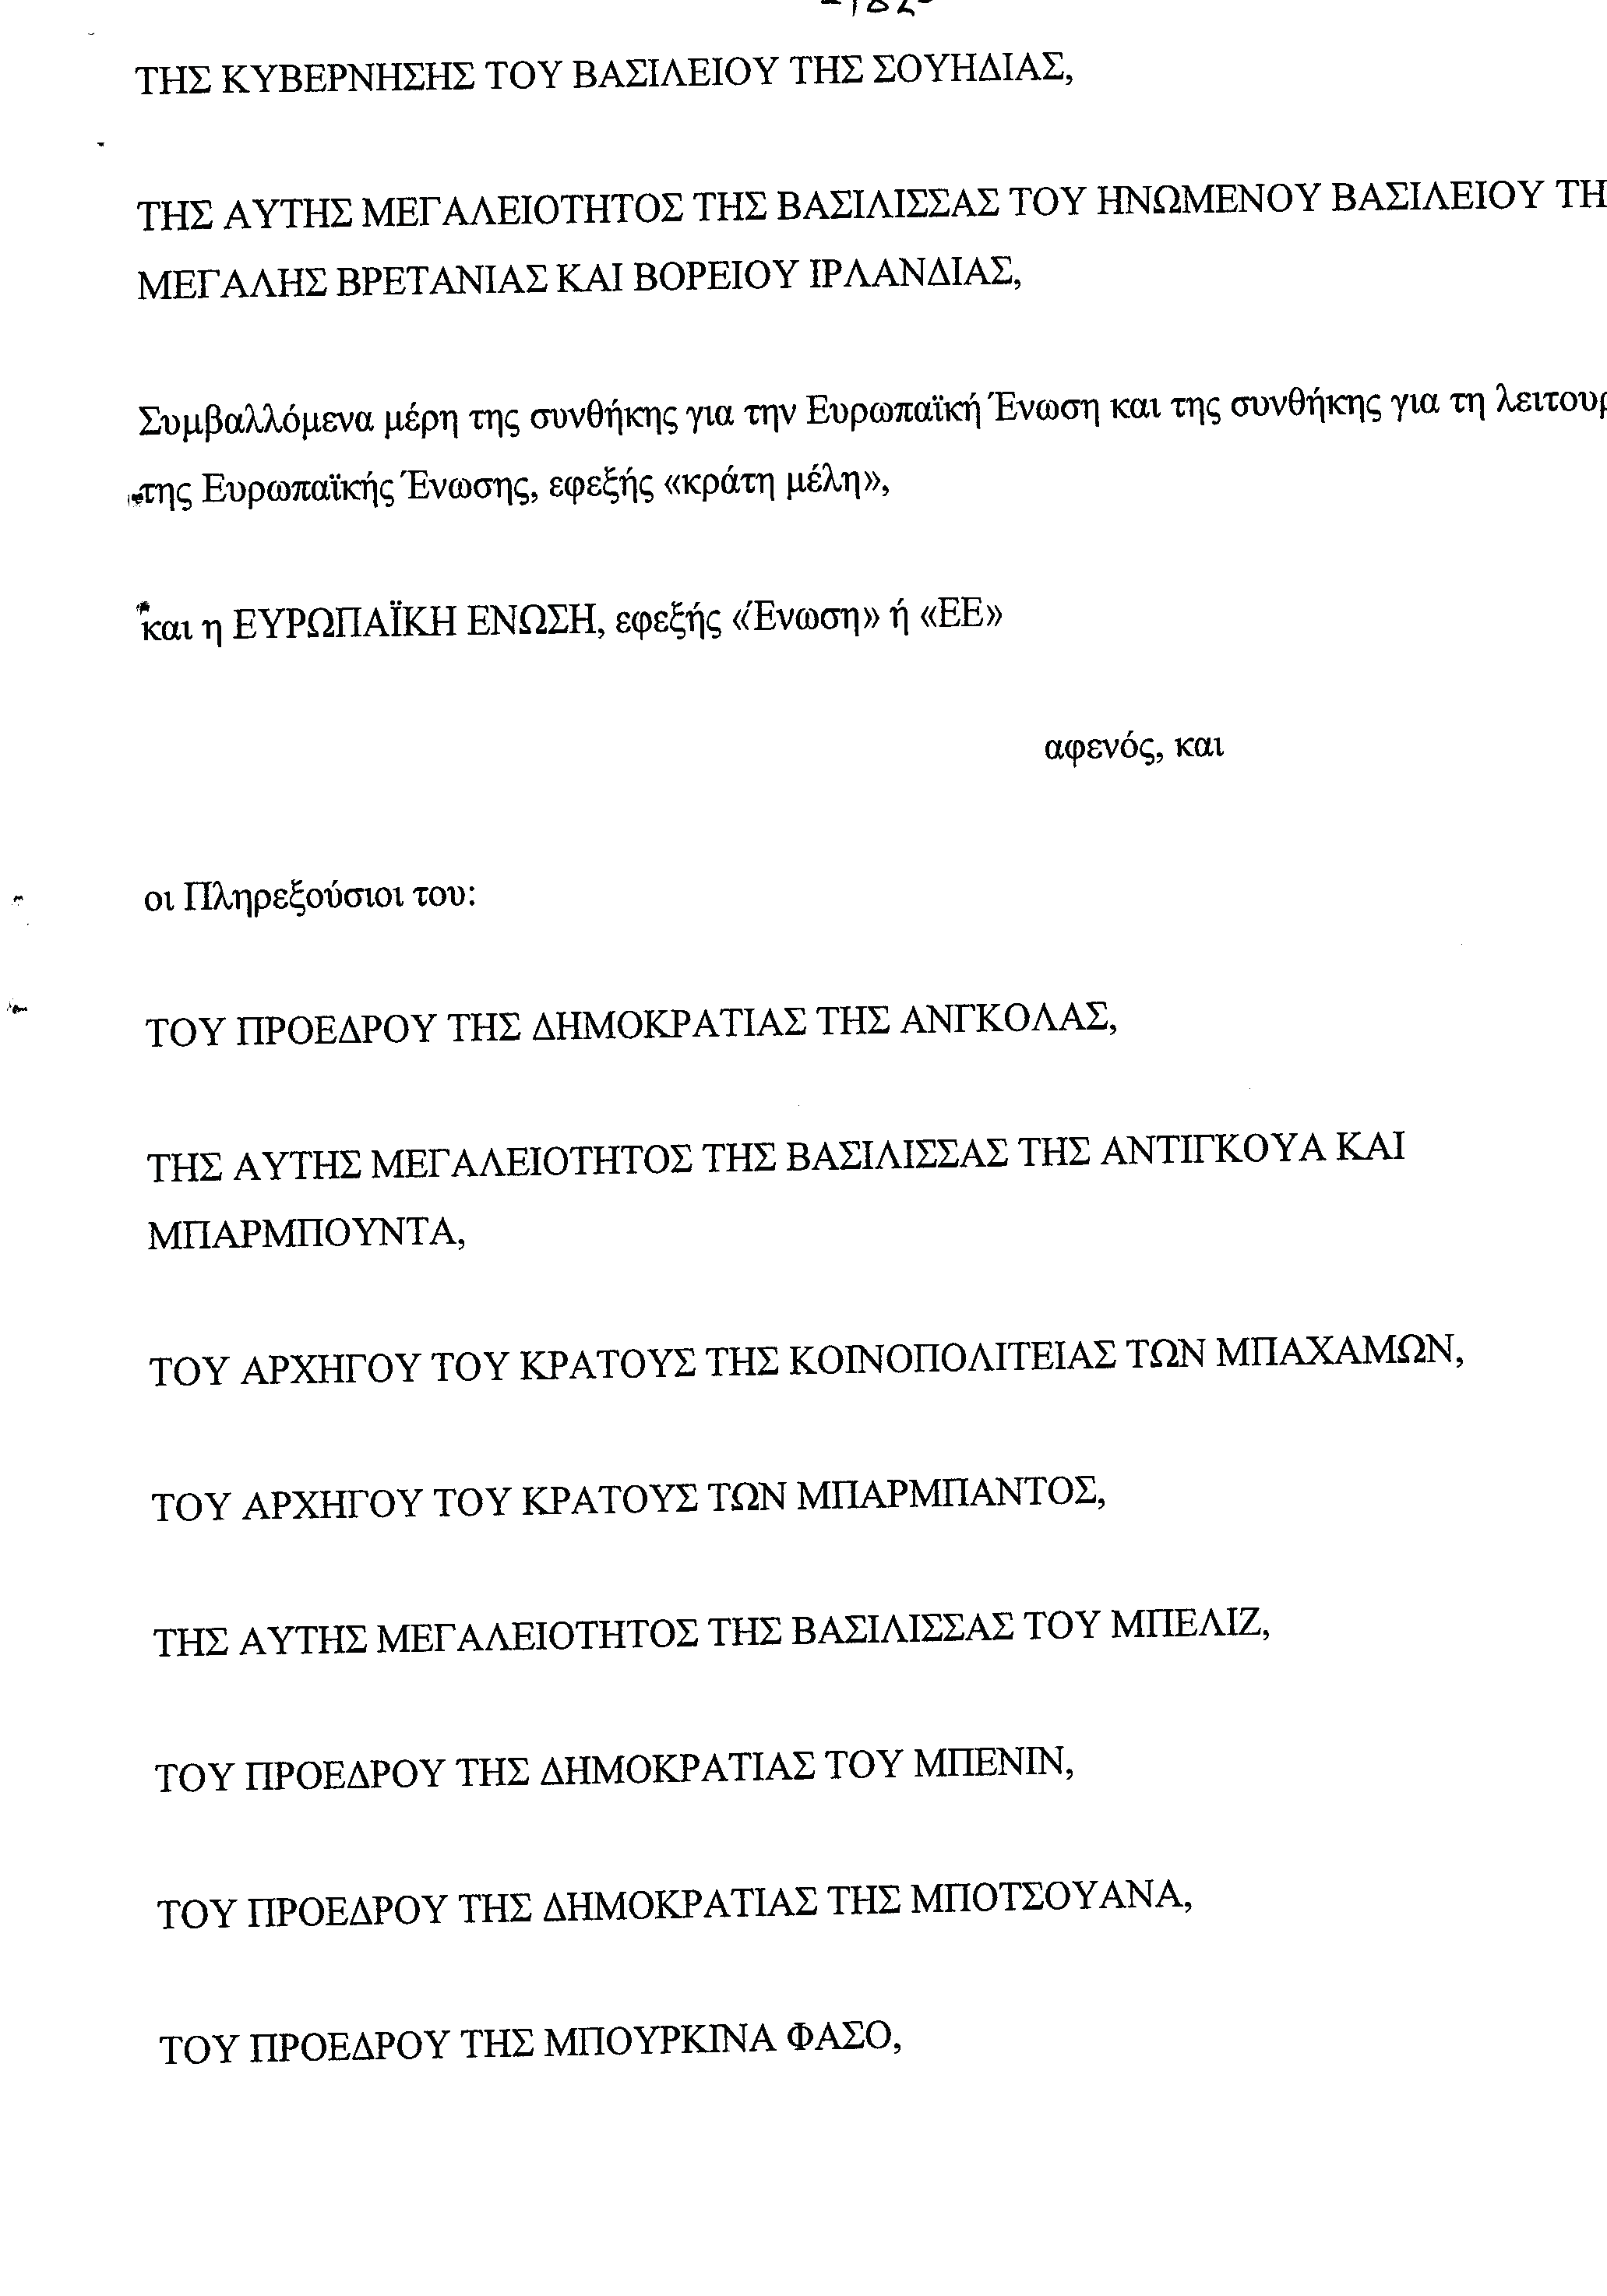 ΤΗΣ ΚΥΒΕΡΝΗΣΗΣ ΤΟΥ ΒΑΣΙΛΕΙΟΥ ΤΗΣ ΣΟΥΗΔΙΑΣ,
ΤΗΣ ΑΥΤΗΣ ΜΕΓΑΛΕΙΟΤΗΤΟΣ ΤΗΣ ΒΑΣΙΛΙΣΣΑΣ ΤΟΥ ΗΝΩΜΕΝΟΥ ΒΑΣΙΛΕΙΟΥ ΤΗ
ΜΕΓΑΛΗΣ ΒΡΕΤΑΝΙΑΣ ΚΑΙ ΒΟΡΕΙΟΥ ΙΡΛΑΝΔΙΑΣ,
Συμβαλλόμενα μέρη της συνθήκης για την Ευρωπαϊκή Ένωση και της συνθήκης για τη λειτουρ
της Ευρωπαϊκής Ένωσης, εφεξής «κράτη μέλη»,
και η ΕΥΡΩΠΑΪΚΗ ΕΝΩΣΗ, εφεξής «Ένωση» ή «ΕΕ»
αφενός, και
οι Πληρεξούσιοι του:
ΤΟΥ ΠΡΟΕΔΡΟΥ ΤΗΣ ΔΗΜΟΚΡΑΤΙΑΣ ΤΗΣ ΑΝΓΚΟΛΑΣ,
ΤΗΣ ΑΥΤΗΣ ΜΕΓΑΛΕΙΟΤΗΤΟΣ ΤΗΣ ΒΑΣΙΛΙΣΣΑΣ ΤΗΣ ΑΝΤΙΓΚΟΥΑ ΚΑΙ
ΜΠΑΡΜΠΟΥΝΤΑ,
ΤΟΥ ΑΡΧΗΓΟΥ ΤΟΥ ΚΡΑΤΟΥΣ ΤΗΣ ΚΟΙΝΟΠΟΛΙΤΕΙΑΣ ΤΩΝ ΜΠΑΧΑΜΩΝ,
ΤΟΥ ΑΡΧΗΓΟΥ ΤΟΥ ΚΡΑΤΟΥΣ ΤΩΝ ΜΠΑΡΜΠΑΝΤΟΣ,
ΤΗΣ ΑΥΤΗΣ ΜΕΓΑΛΕΙΟΤΗΤΟΣ ΤΗΣ ΒΑΣΙΛΙΣΣΑΣ ΤΟΥ ΜΠΕΛΙΖ,
ΤΟΥ ΠΡΟΕΔΡΟΥ ΤΗΣ ΔΗΜΟΚΡΑΤΙΑΣ ΤΟΥ ΜΠΕΝΙΝ,
ΤΟΥ ΠΡΟΕΔΡΟΥ ΤΗΣ ΔΗΜΟΚΡΑΤΙΑΣ ΤΗΣ ΜΠΟΤΣΟΥΑΝΑ,
ΤΟΥ ΠΡΟΕΔΡΟΥ ΤΗΣ ΜΠΟΥΡΚΙΝΑ ΦΑΣΟ,